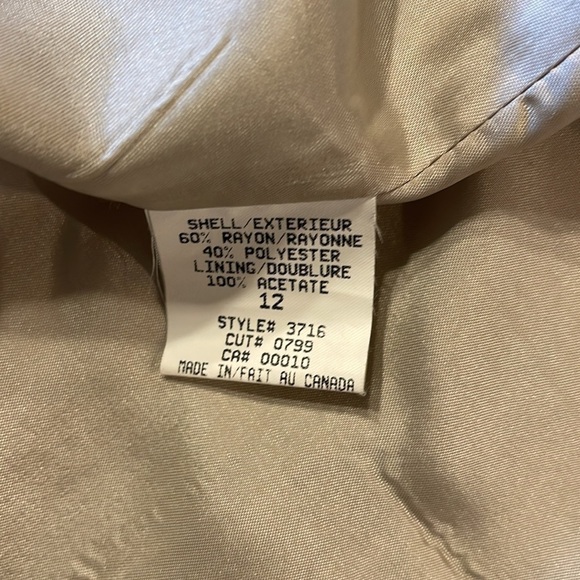 SHELL/EXTERIEUR
60% RAYON/RAYONNE
40% POLYESTER
LINING/DOUBLURE
100% ACETATE
12
STYLE# 3716
CUT# 0799
CA# 00010
MADE IN/FAIT AU CANADA